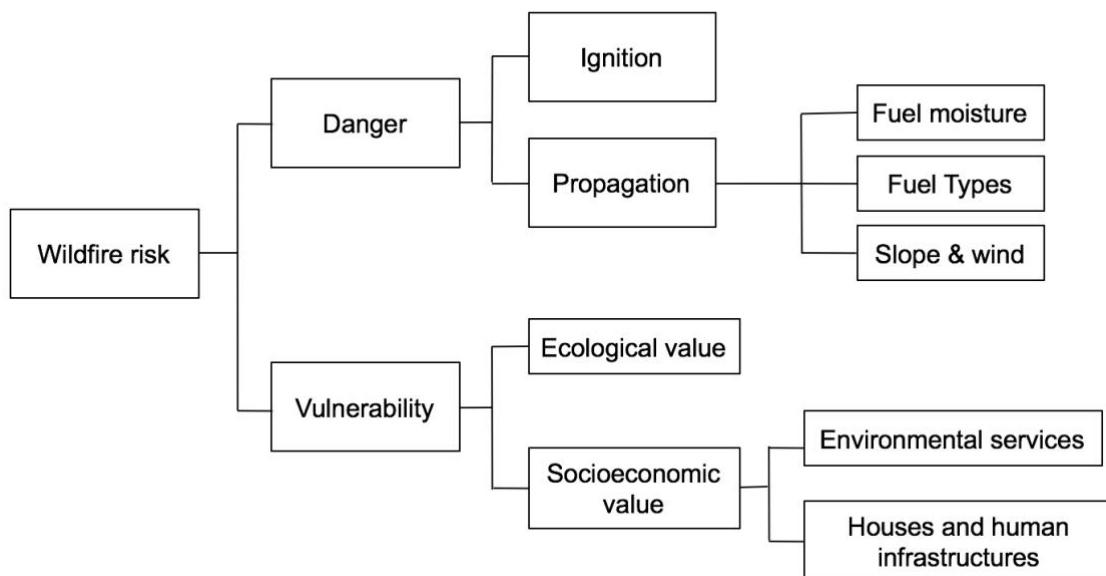 Ignition
Danger
Fuel moisture
Propagation
Fuel Types
Wildfire risk
Slope & wind
Ecological value
Vulnerability
Environmental services
Socioeconomic
value
Houses and human
infrastructures